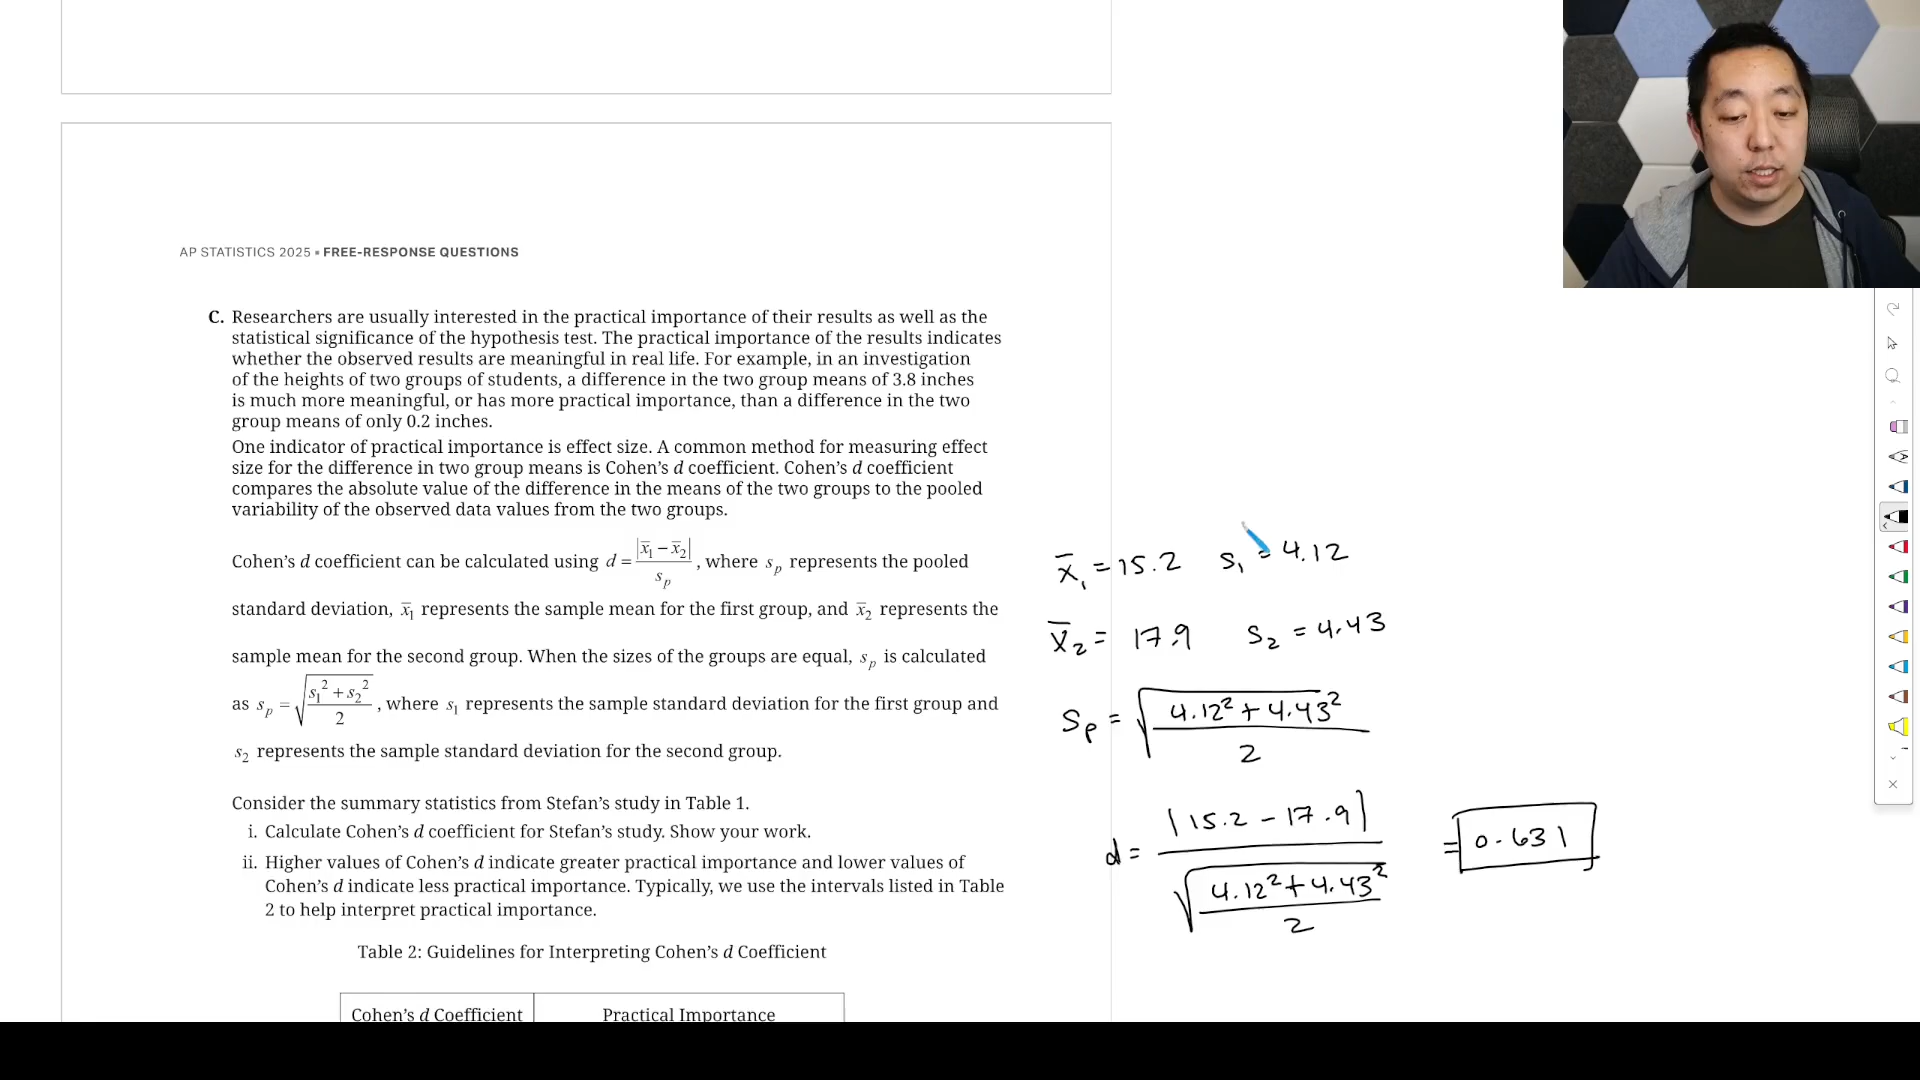 AP STATISTICS 2025 ▪ FREE-RESPONSE QUESTIONS
C. Researchers are usually interested in the practical importance of their results as well as the
statistical significance of the hypothesis test. The practical importance of the results indicates
whether the observed results are meaningful in real life. For example, in an investigation
of the heights of two groups of students, a difference in the two group means of 3.8 inches
is much more meaningful, or has more practical importance, than a difference in the two
group means of only 0.2 inches.
One indicator of practical importance is effect size. A common method for measuring effect
size for the difference in two group means is Cohen’s d coefficient. Cohen’s d coefficient
compares the absolute value of the difference in the means of the two groups to the pooled
variability of the observed data values from the two groups.
Cohen’s d coefficient can be calculated using d = |x̄₁ − x̄₂| / sₚ, where sₚ represents the pooled
standard deviation, x̄₁ represents the sample mean for the first group, and x̄₂ represents the
sample mean for the second group. When the sizes of the groups are equal, sₚ is calculated
as sₚ = √((s₁² + s₂²) / 2), where s₁ represents the sample standard deviation for the first group and
s₂ represents the sample standard deviation for the second group.
Consider the summary statistics from Stefan’s study in Table 1.
i. Calculate Cohen’s d coefficient for Stefan’s study. Show your work.
ii. Higher values of Cohen’s d indicate greater practical importance and lower values of
Cohen’s d indicate less practical importance. Typically, we use the intervals listed in Table
2 to help interpret practical importance.
Table 2: Guidelines for Interpreting Cohen’s d Coefficient
Cohen’s d Coefficient Practical Importance
x̄₁ = 15.2 s₁ = 4.12
x̄₂ = 17.9 s₂ = 4.43
Sₚ = √((4.12² + 4.43²) / 2)
d = |15.2 − 17.9| / √((4.12² + 4.43²) / 2) = 0.631